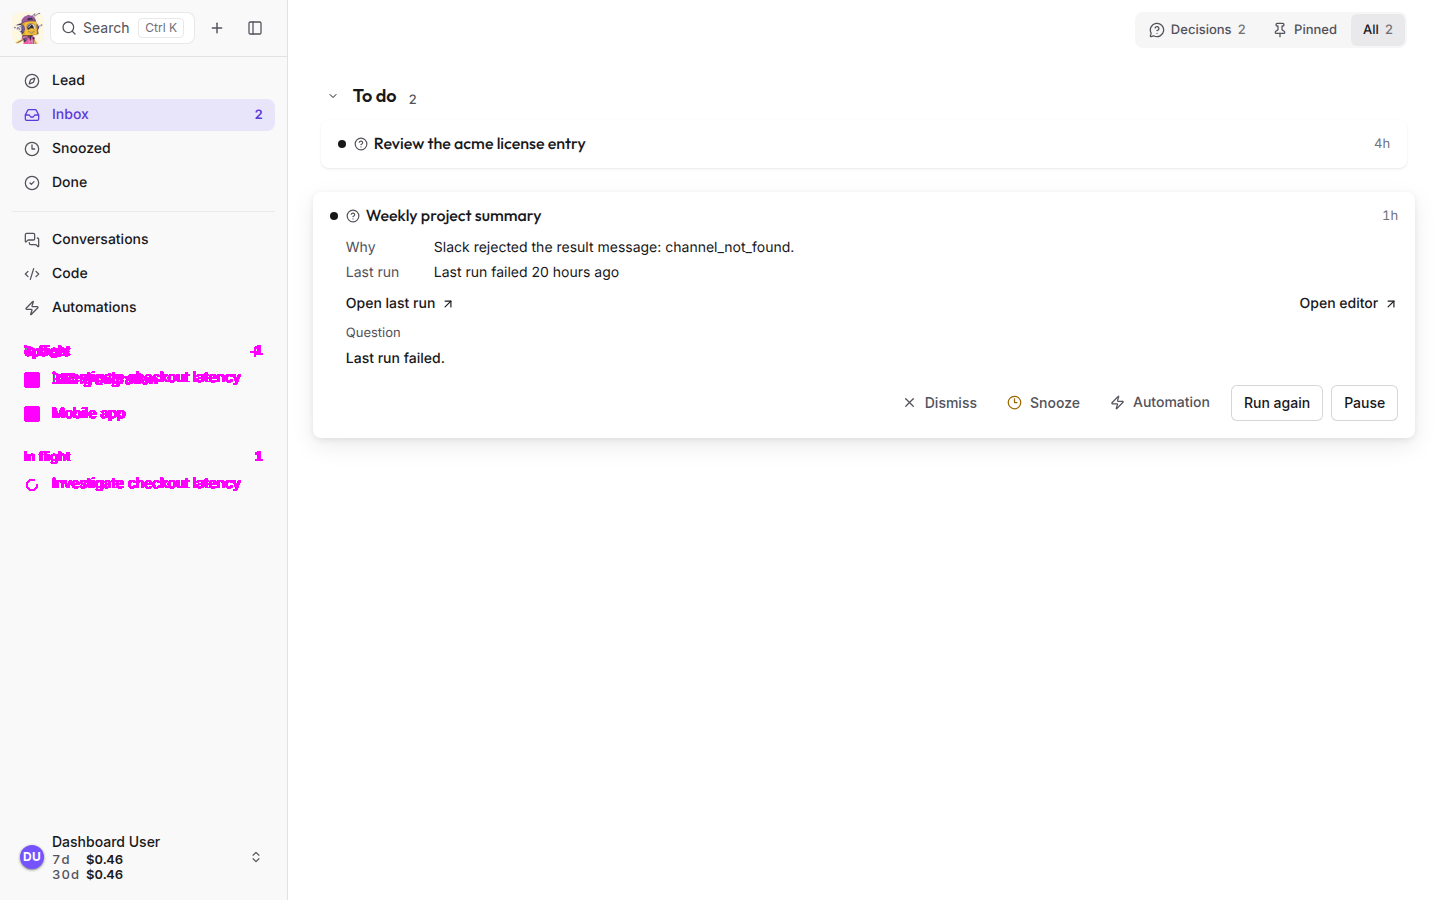 Search Ctrl K
Lead
Inbox 2
Snoozed
Done
Conversations
Code
Automations
Mobile app
In flight 1
Investigate checkout latency
Dashboard User
DU
7d $0.46
30d $0.46
Decisions 2
Pinned
All 2
To do 2
Review the acme license entry 4h
Weekly project summary 1h
Why Slack rejected the result message: channel_not_found.
Last run Last run failed 20 hours ago
Open last run
Open editor
Question
Last run failed.
Dismiss
Snooze
Automation
Run again
Pause